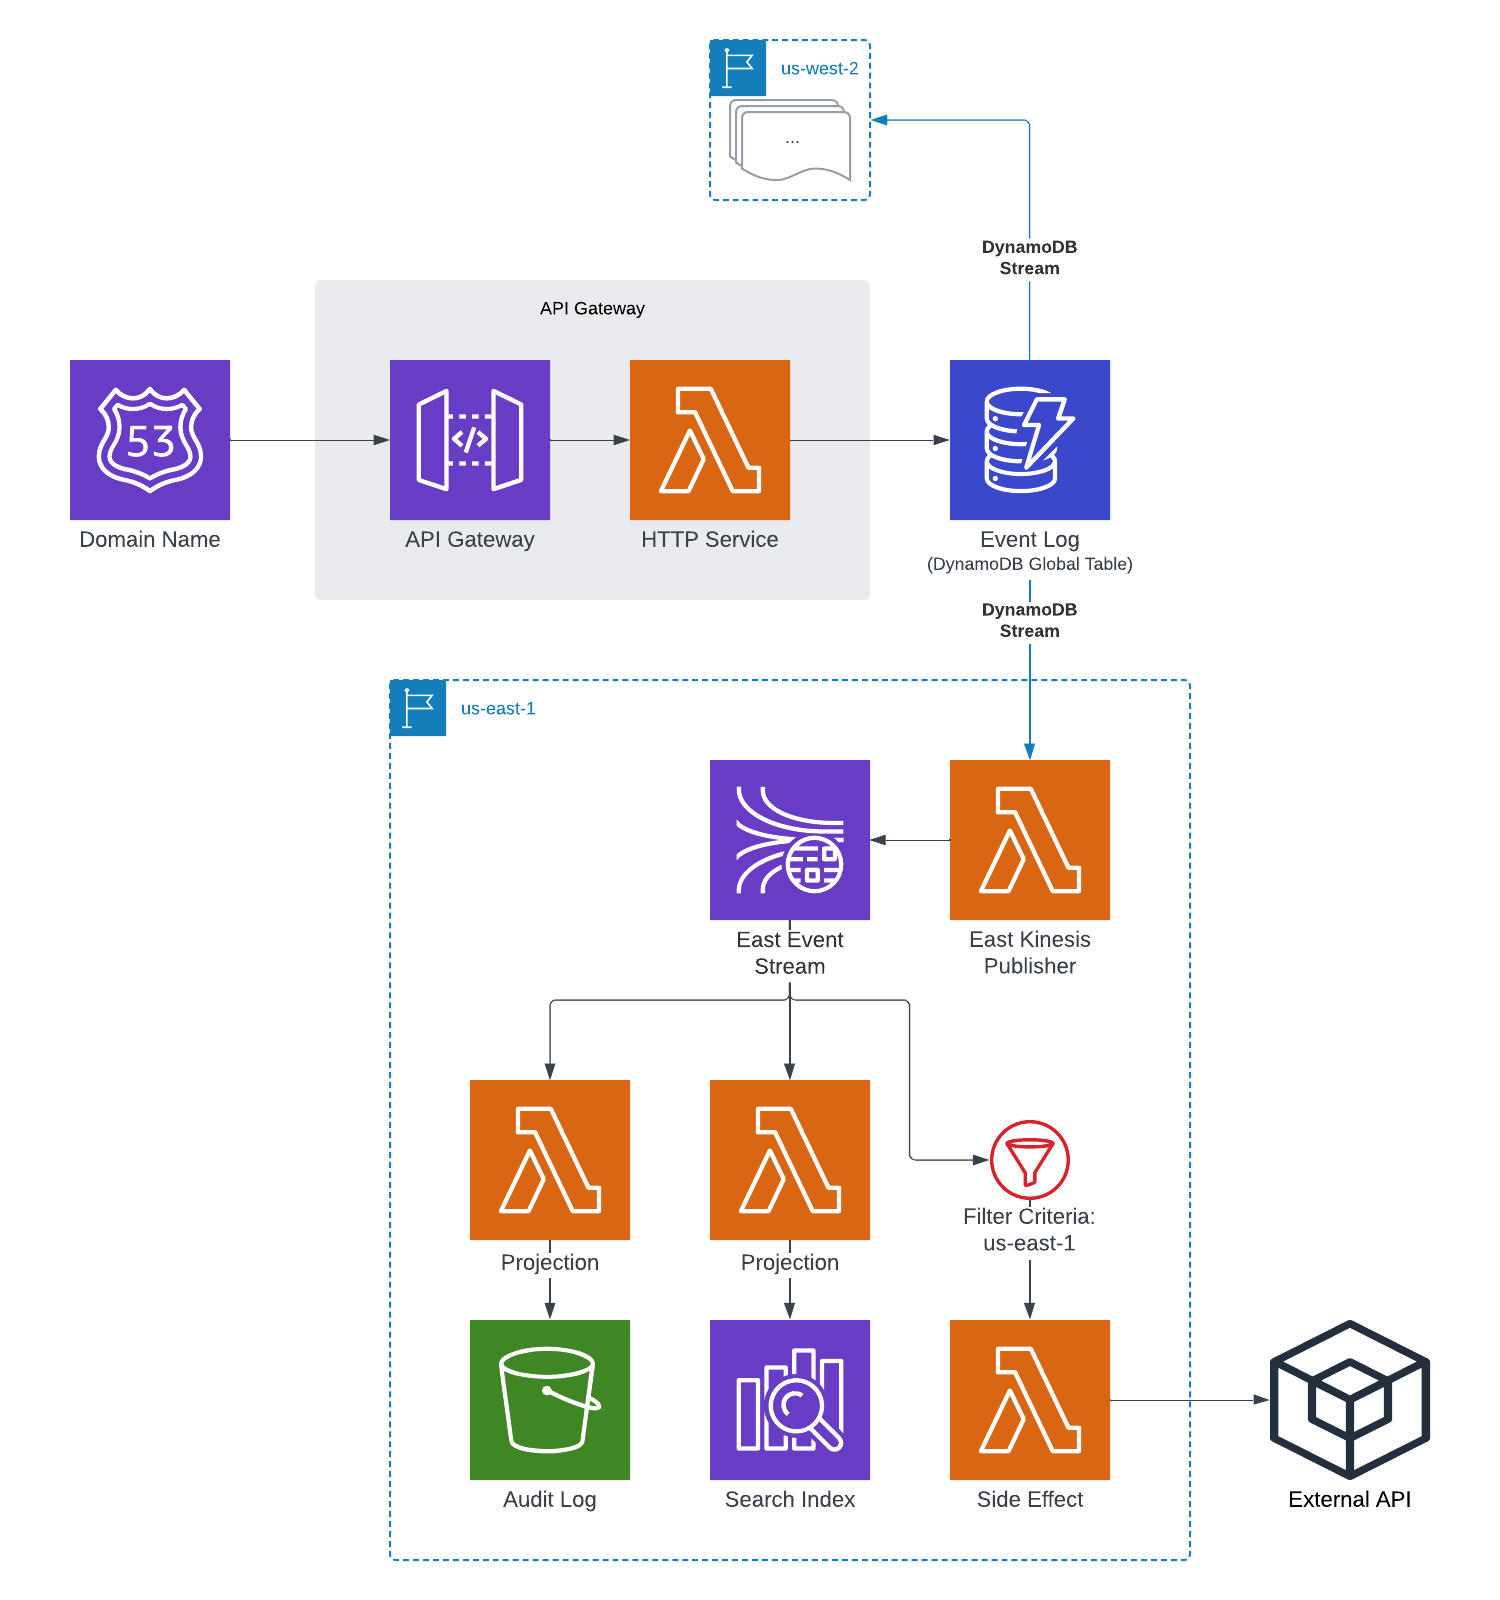 us-west-2
...
DynamoDB
Stream
API Gateway
53
Domain Name
API Gateway
HTTP Service
Event Log
(DynamoDB Global Table)
DynamoDB
Stream
us-east-1
East Event
Stream
East Kinesis
Publisher
Filter Criteria:
us-east-1
Projection
Projection
Audit Log
Search Index
Side Effect
External API